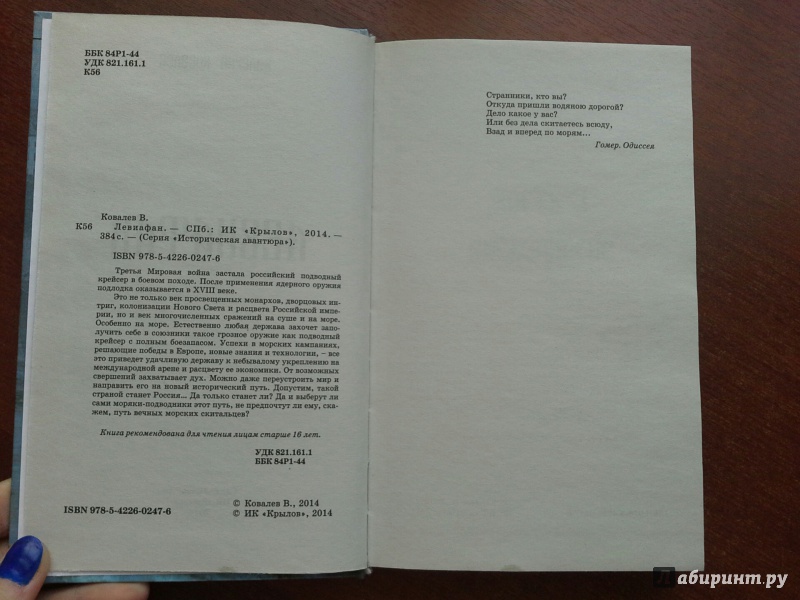 ББК 84Р1-44
УДК 821.161.1
К56
Ковалев В.
К56 Левиафан. — СПб.: ИК «Крылов», 2014. —
384 с. — (Серия «Историческая авантюра»).
ISBN 978-5-4226-0247-6
Третья Мировая война застала российский подводный
крейсер в боевом походе. После применения ядерного оружия
подлодка оказывается в XVIII веке.
Это не только век просвещенных монархов, дворцовых ин-
триг, колонизации Нового Света и расцвета Российской импе-
рии, но и век многочисленных сражений на суше и на море.
Особенно на море. Естественно любая держава захочет запо-
лучить себе в союзники такое грозное оружие как подводный
крейсер с полным боезапасом. Успехи в морских кампаниях,
решающие победы в Европе, новые знания и технологии, – все
это приведет удачливую державу к небывалому укреплению на
международной арене и расцвету ее экономики. От возможных
свершений захватывает дух. Можно даже переустроить мир и
направить его на новый исторический путь. Допустим, такой
страной станет Россия... Да только станет ли? Да и выберут ли
сами моряки-подводники этот путь, не предпочтут ли ему, ска-
жем, путь вечных морских скитальцев?
Книга рекомендована для чтения лицам старше 16 лет.
УДК 821.161.1
ББК 84Р1-44
ISBN 978-5-4226-0247-6
© Ковалев В., 2014
© ИК «Крылов», 2014
Странники, кто вы?
Откуда пришли водяною дорогой?
Дело какое у вас?
Или без дела скитаетесь всюду,
Взад и вперед по морям...
Гомер. Одиссея
Лабиринт.ру